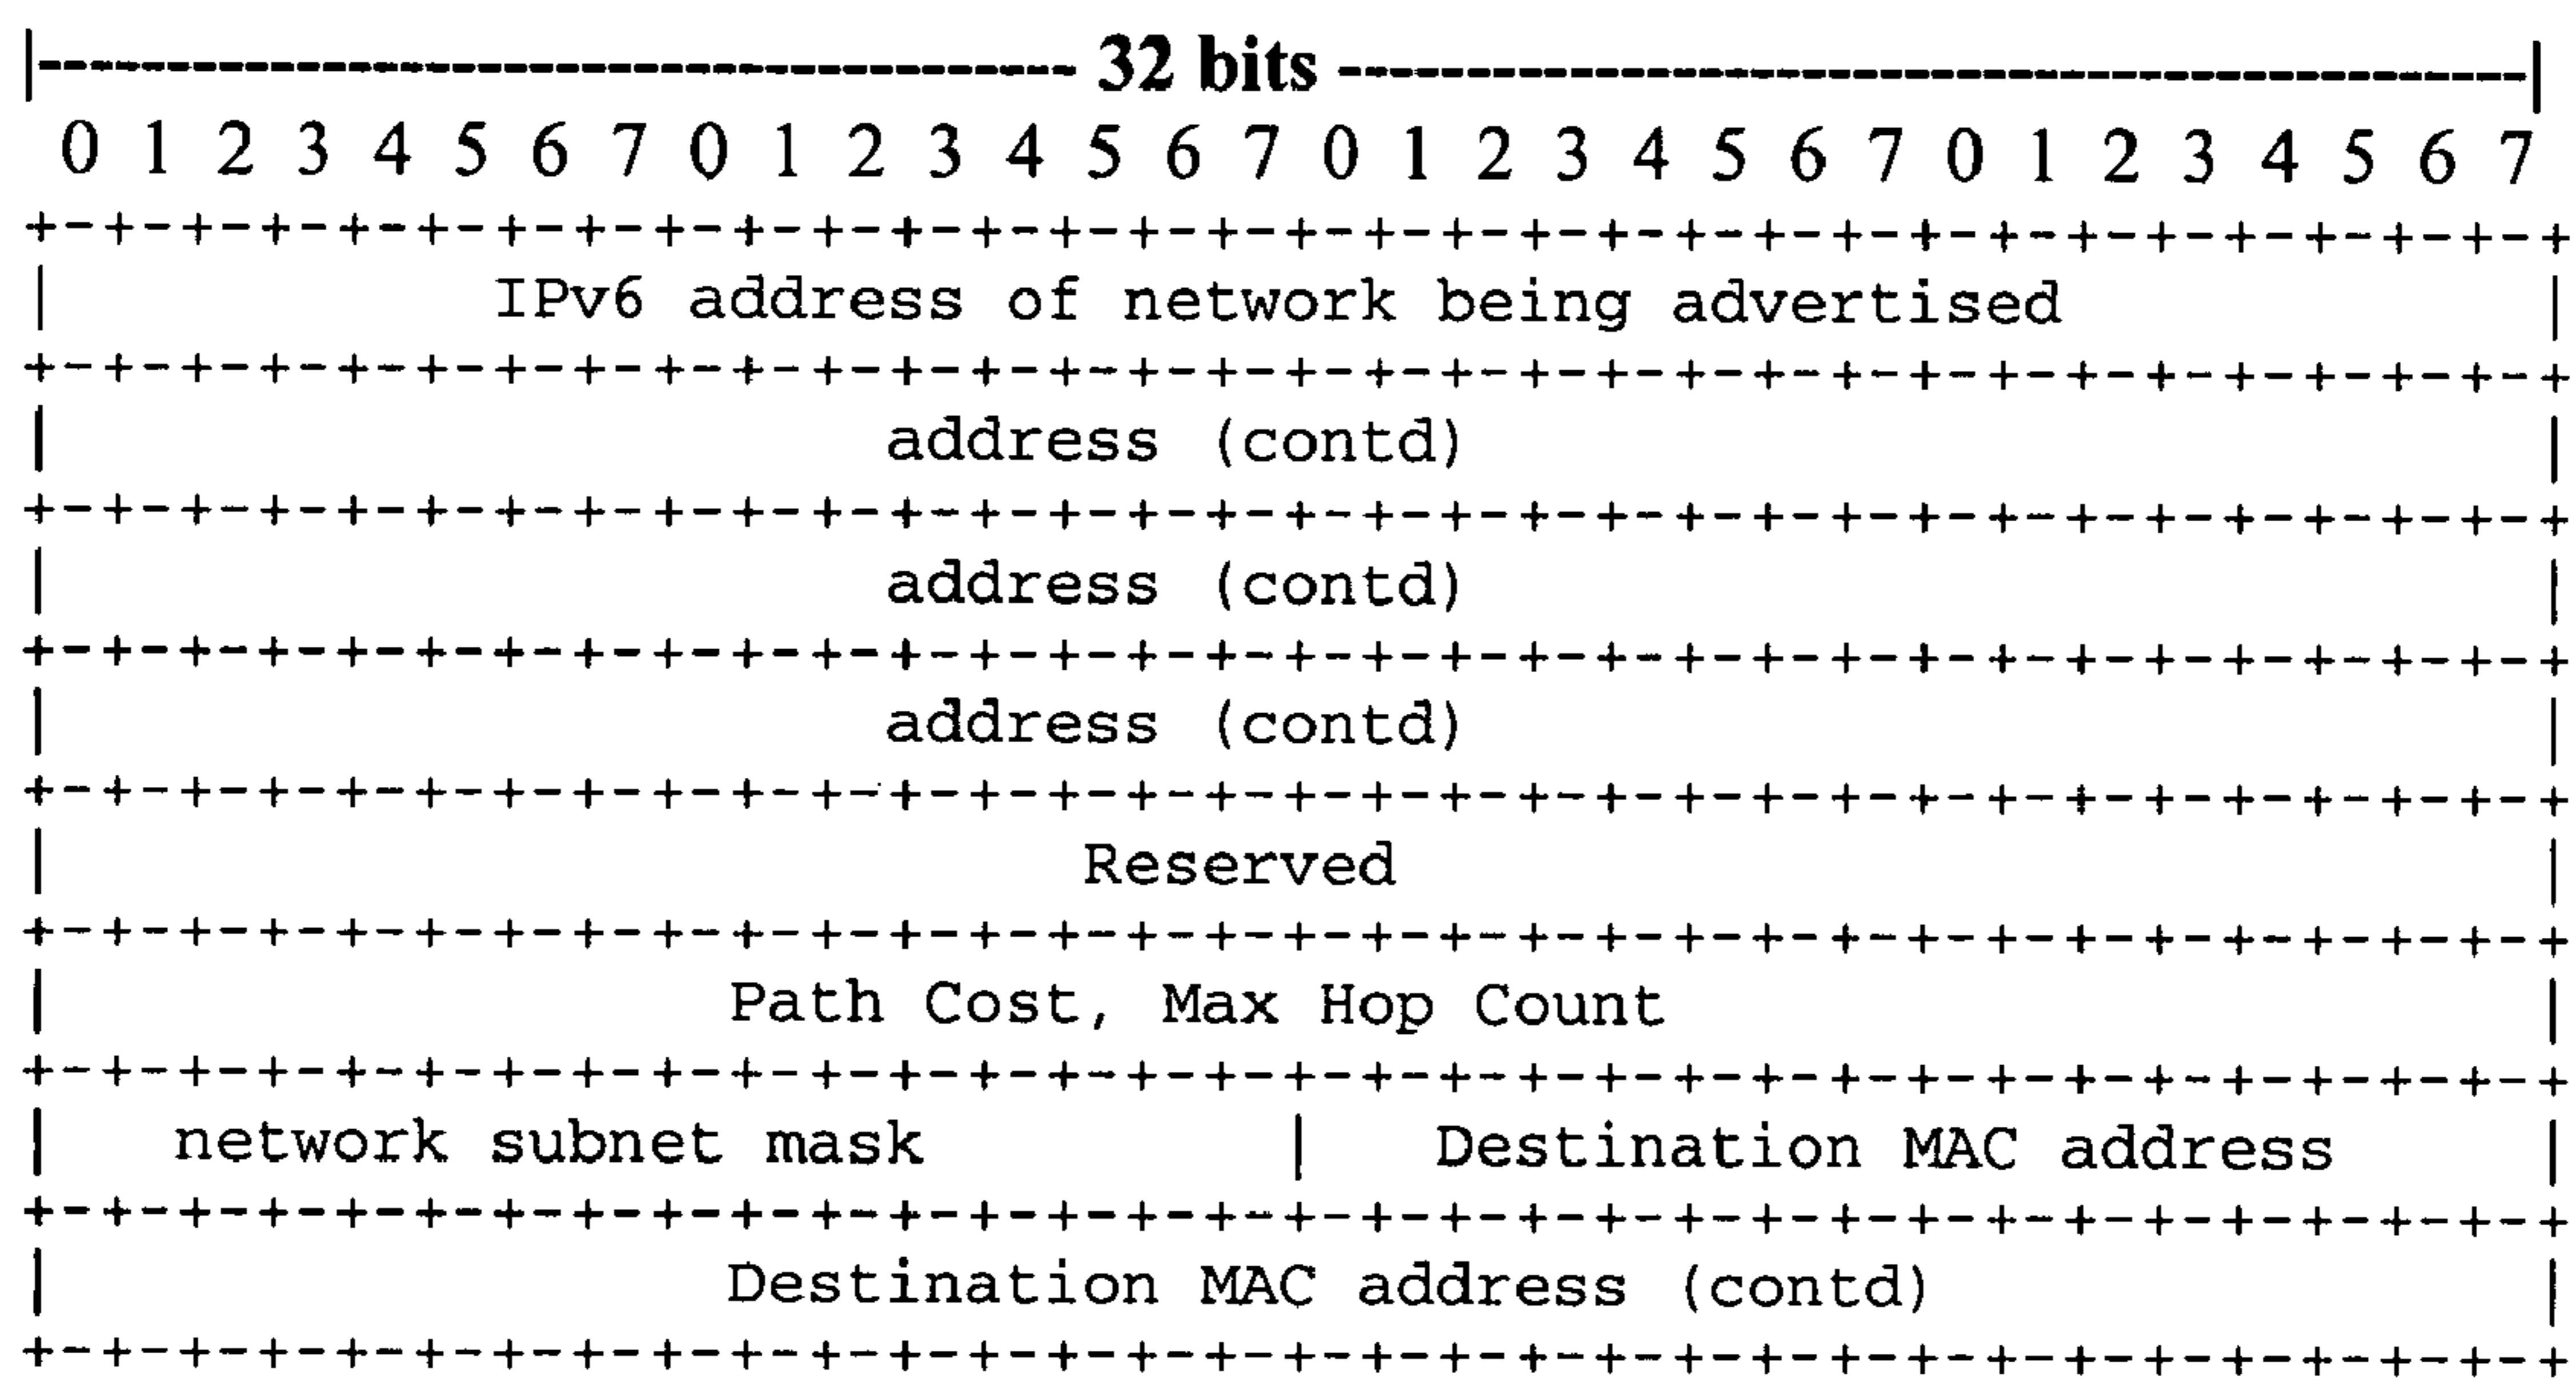 |---------------------------------------- 32 bits ----------------------------------------------|
0 1 2 3 4 5 6 7 0 1 2 3 4 5 6 7 0 1 2 3 4 5 6 7 0 1 2 3 4 5 6 7
+-+-+-+-+-+-+-+-+-+-+-+-+-+-+-+-+-+-+-+-+-+-+-+-+-+-+-+-+-+-+-+-+
| IPv6 address of network being advertised |
+-+-+-+-+-+-+-+-+-+-+-+-+-+-+-+-+-+-+-+-+-+-+-+-+-+-+-+-+-+-+-+-+
| address (contd) |
+-+-+-+-+-+-+-+-+-+-+-+-+-+-+-+-+-+-+-+-+-+-+-+-+-+-+-+-+-+-+-+-+
| address (contd) |
+-+-+-+-+-+-+-+-+-+-+-+-+-+-+-+-+-+-+-+-+-+-+-+-+-+-+-+-+-+-+-+-+
| address (contd) |
+-+-+-+-+-+-+-+-+-+-+-+-+-+-+-+-+-+-+-+-+-+-+-+-+-+-+-+-+-+-+-+-+
| Reserved |
+-+-+-+-+-+-+-+-+-+-+-+-+-+-+-+-+-+-+-+-+-+-+-+-+-+-+-+-+-+-+-+-+
| Path Cost, Max Hop Count |
+-+-+-+-+-+-+-+-+-+-+-+-+-+-+-+-+-+-+-+-+-+-+-+-+-+-+-+-+-+-+-+-+
| network subnet mask | Destination MAC address |
+-+-+-+-+-+-+-+-+-+-+-+-+-+-+-+-+-+-+-+-+-+-+-+-+-+-+-+-+-+-+-+-+
| Destination MAC address (contd) |
+-+-+-+-+-+-+-+-+-+-+-+-+-+-+-+-+-+-+-+-+-+-+-+-+-+-+-+-+-+-+-+-+